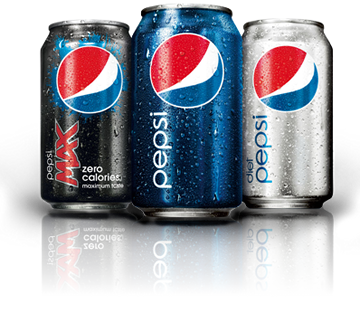 pepsi
MAX
zero
calories.
maximum taste
pepsi
diet
pepsi